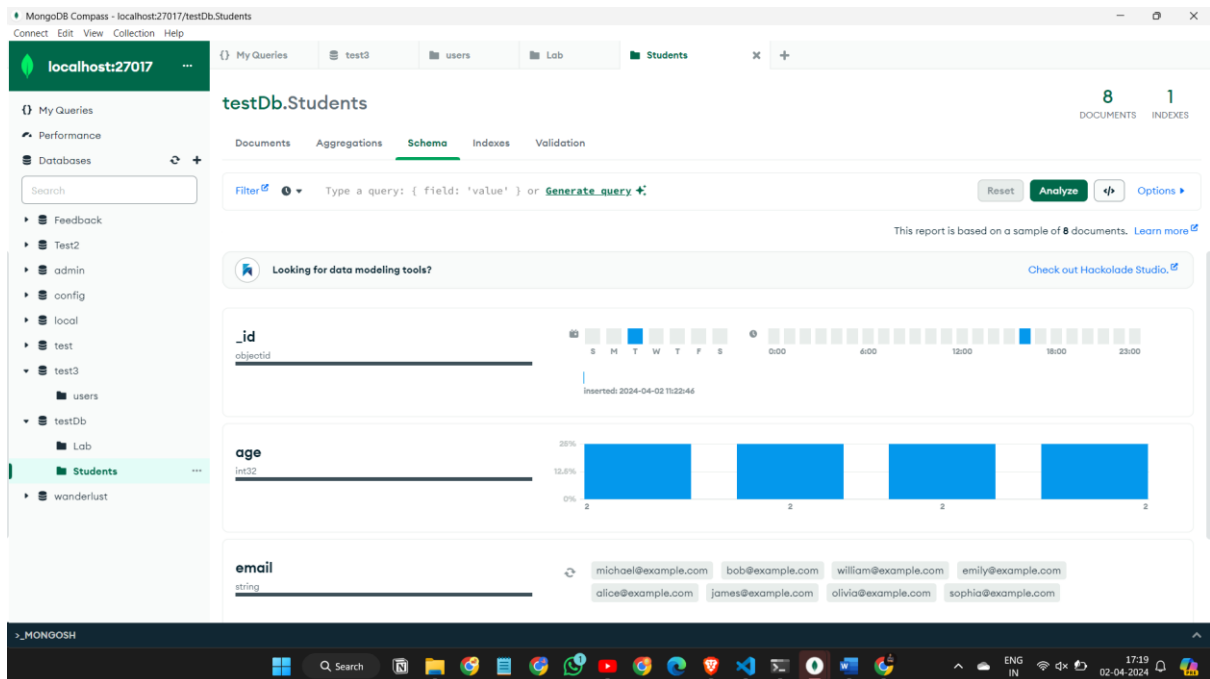 MongoDB Compass - localhost:27017/testDb.Students
Connect Edit View Collection Help
localhost:27017 ...
{} My Queries
Performance
Databases
Search
Feedback
Test2
admin
config
local
test
test3
users
testDb
Lab
Students ...
wanderlust
{} My Queries test3 users Lab Students
testDb.Students
8 DOCUMENTS
1 INDEXES
Documents Aggregations Schema Indexes Validation
Filter Type a query: { field: 'value' } or Generate query Reset Analyze </> Options
This report is based on a sample of 8 documents. Learn more
Looking for data modeling tools? Check out Hackolade Studio.
_id
objectid
S M T W T F S 0:00 6:00 12:00 18:00 23:00
inserted: 2024-04-02 11:22:46
age
int32
25%
12.5%
0%
2 2 2 2
email
string
michael@example.com bob@example.com william@example.com emily@example.com
alice@example.com james@example.com olivia@example.com sophia@example.com
>_MONGOSH
Search ENG IN 17:19 02-04-2024